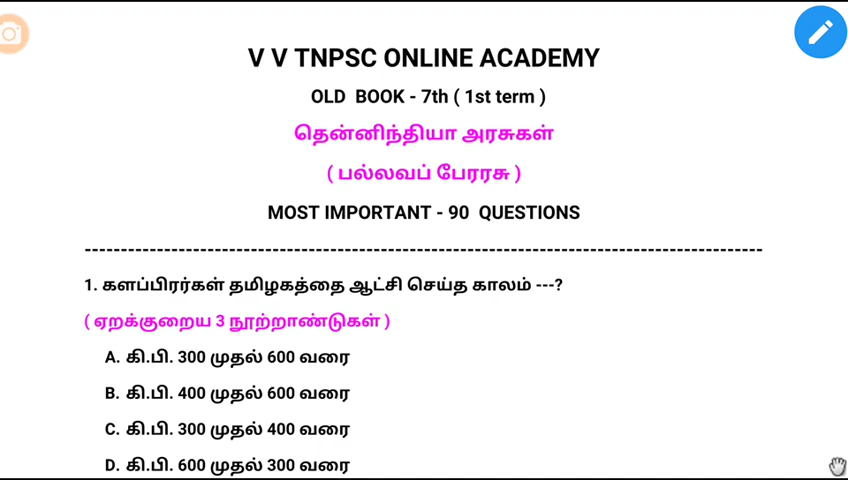 V V TNPSC ONLINE ACADEMY
OLD BOOK - 7th ( 1st term )
தென்னிந்தியா அரசுகள்
( பல்லவப் பேரரசு )
MOST IMPORTANT - 90 QUESTIONS
--------------------------------------------------------------------------------------------
1. களப்பிரர்கள் தமிழகத்தை ஆட்சி செய்த காலம் ---?
( ஏறக்குறைய 3 நூற்றாண்டுகள் )
A. கி.பி. 300 முதல் 600 வரை
B. கி.பி. 400 முதல் 600 வரை
C. கி.பி. 300 முதல் 400 வரை
D. கி.பி. 600 முதல் 300 வரை